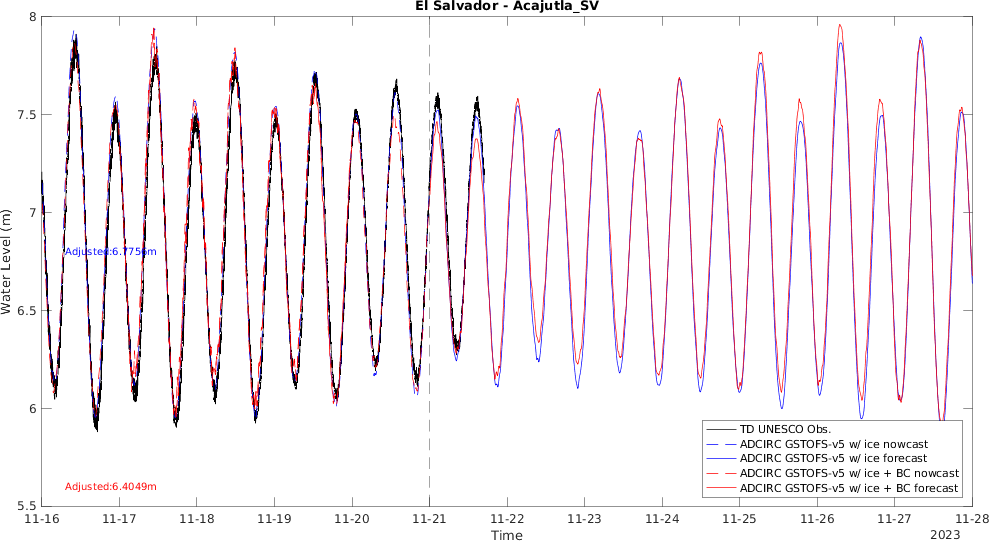 El Salvador - Acajutla_SV
8
7.5
7
6.5
6
5.5
Water Level (m)
Adjusted:6.7756m
Adjusted:6.4049m
TD UNESCO Obs.
ADCIRC GSTOFS-v5 w/ ice nowcast
ADCIRC GSTOFS-v5 w/ ice forecast
ADCIRC GSTOFS-v5 w/ ice + BC nowcast
ADCIRC GSTOFS-v5 w/ ice + BC forecast
11-16 11-17 11-18 11-19 11-20 11-21 11-22 11-23 11-24 11-25 11-26 11-27 11-28
Time
2023